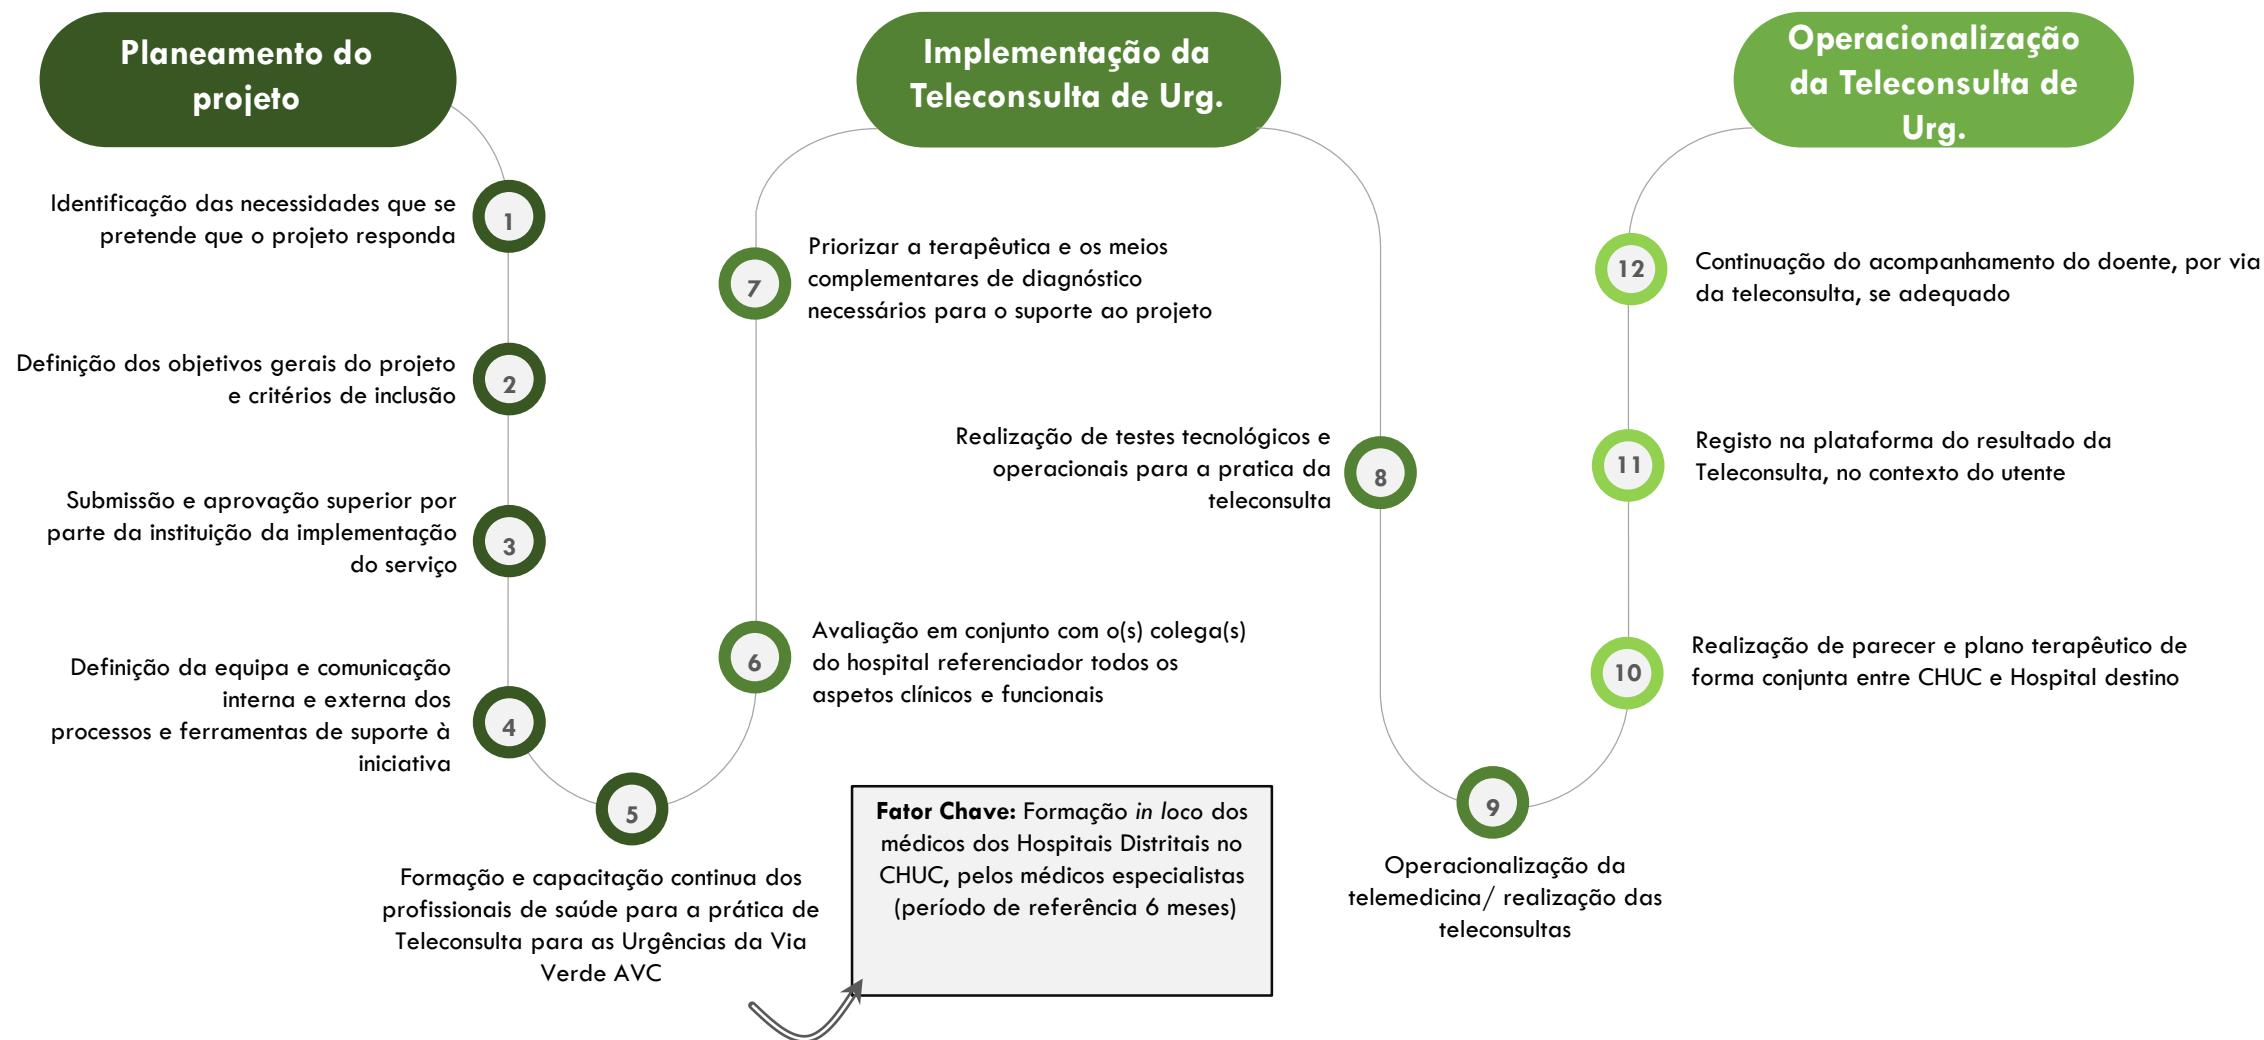 Planeamento do
projeto
Implementação da
Teleconsulta de Urg.
Operacionalização
da Teleconsulta de
Urg.
Identificação das necessidades que se
pretende que o projeto responda
1
Definição dos objetivos gerais do projeto
e critérios de inclusão
2
Submissão e aprovação superior por
parte da instituição da implementação
do serviço
3
Definição da equipa e comunicação
interna e externa dos
processos e ferramentas de suporte à
iniciativa
4
5
Formação e capacitação continua dos
profissionais de saúde para a prática de
Teleconsulta para as Urgências da Via
Verde AVC
Fator Chave: Formação in loco dos
médicos dos Hospitais Distritais no
CHUC, pelos médicos especialistas
(período de referência 6 meses)
6
Avaliação em conjunto com o(s) colega(s)
do hospital referenciador todos os
aspetos clínicos e funcionais
7
Priorizar a terapêutica e os meios
complementares de diagnóstico
necessários para o suporte ao projeto
Realização de testes tecnológicos e
operacionais para a pratica da
teleconsulta
8
9
Operacionalização da
telemedicina/ realização das
teleconsultas
10
Realização de parecer e plano terapêutico de
forma conjunta entre CHUC e Hospital destino
11
Registo na plataforma do resultado da
Teleconsulta, no contexto do utente
12
Continuação do acompanhamento do doente, por via
da teleconsulta, se adequado